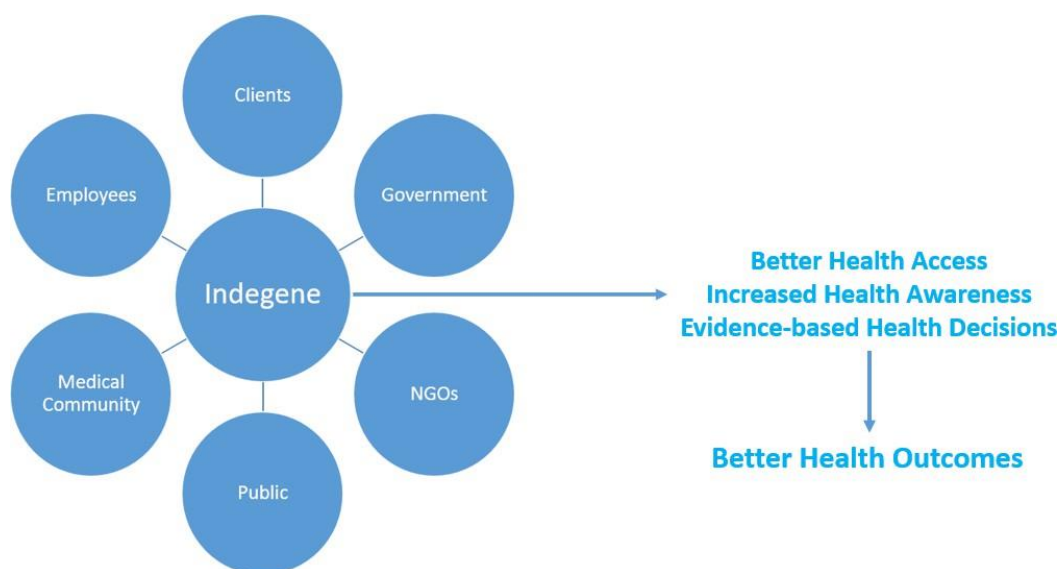 Clients
Employees
Government
Indegene
Better Health Access
Increased Health Awareness
Evidence-based Health Decisions
Medical
Community
NGOs
Better Health Outcomes
Public